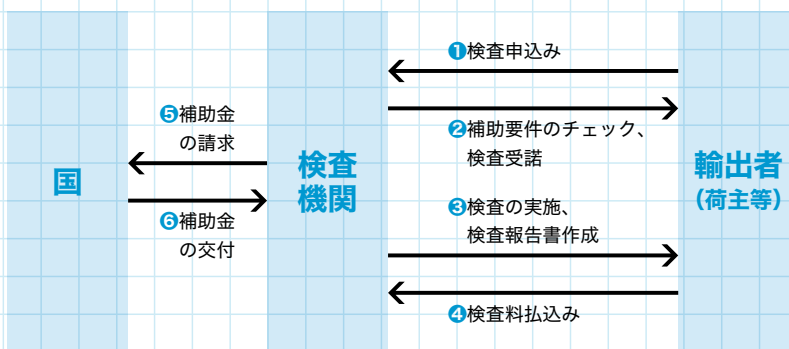 国
❺補助金
の請求
❻補助金
の交付
検査
機関
❶検査申込み
❷補助要件のチェック、
検査受諾
❸検査の実施、
検査報告書作成
❹検査料払込み
輸出者
（荷主等）